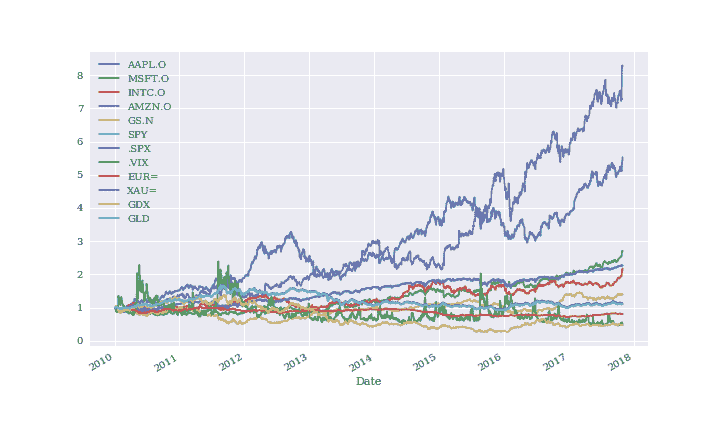 8
7
6
5
4
3
2
1
0
AAPL.O
MSFT.O
INTC.O
AMZN.O
GS.N
SPY
.SPX
.VIX
EUR=
XAU=
GDX
GLD
2010 2011 2012 2013 2014 2015 2016 2017 2018
Date